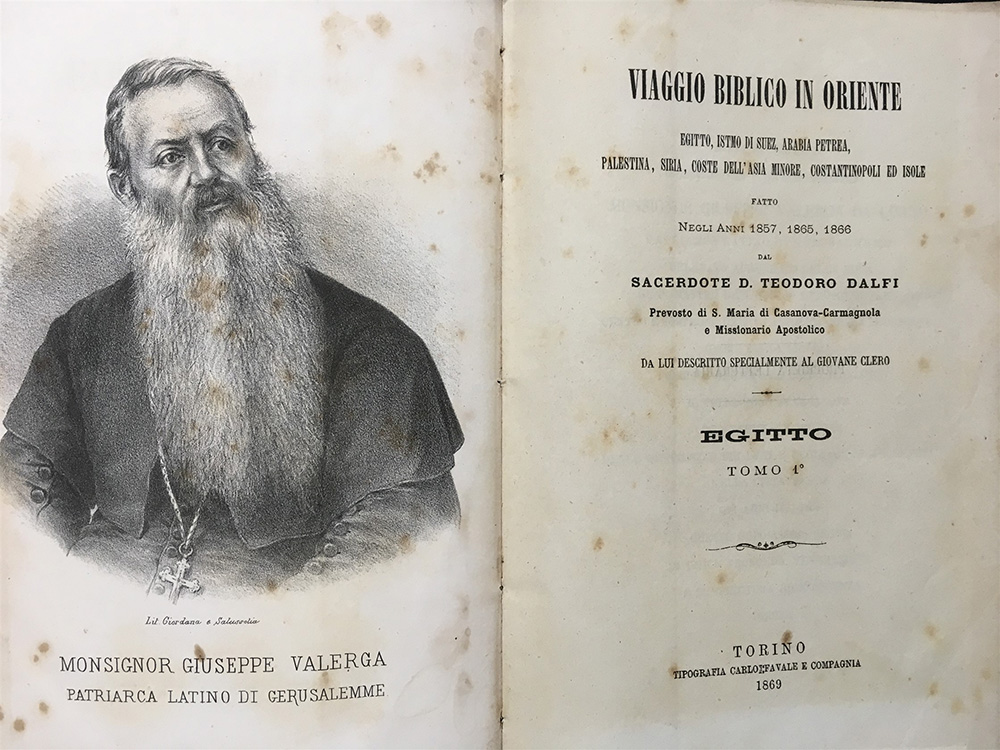 Lit. Giordana e Salussolia
MONSIGNOR GIUSEPPE VALERGA
PATRIARCA LATINO DI GERUSALEMME
VIAGGIO BIBLICO IN ORIENTE
EGITTO, ISTMO DI SUEZ, ARABIA PETREA,
PALESTINA, SIRIA, COSTE DELL'ASIA MINORE, COSTANTINOPOLI ED ISOLE
FATTO
NEGLI ANNI 1857, 1865, 1866
DAL
SACERDOTE D. TEODORO DALFI
Prevosto di S. Maria di Casanova-Carmagnola
e Missionario Apostolico
DA LUI DESCRITTO SPECIALMENTE AL GIOVANE CLERO
EGITTO
TOMO 1°
TORINO
TIPOGRAFIA CARLO FAVALE E COMPAGNIA
1869